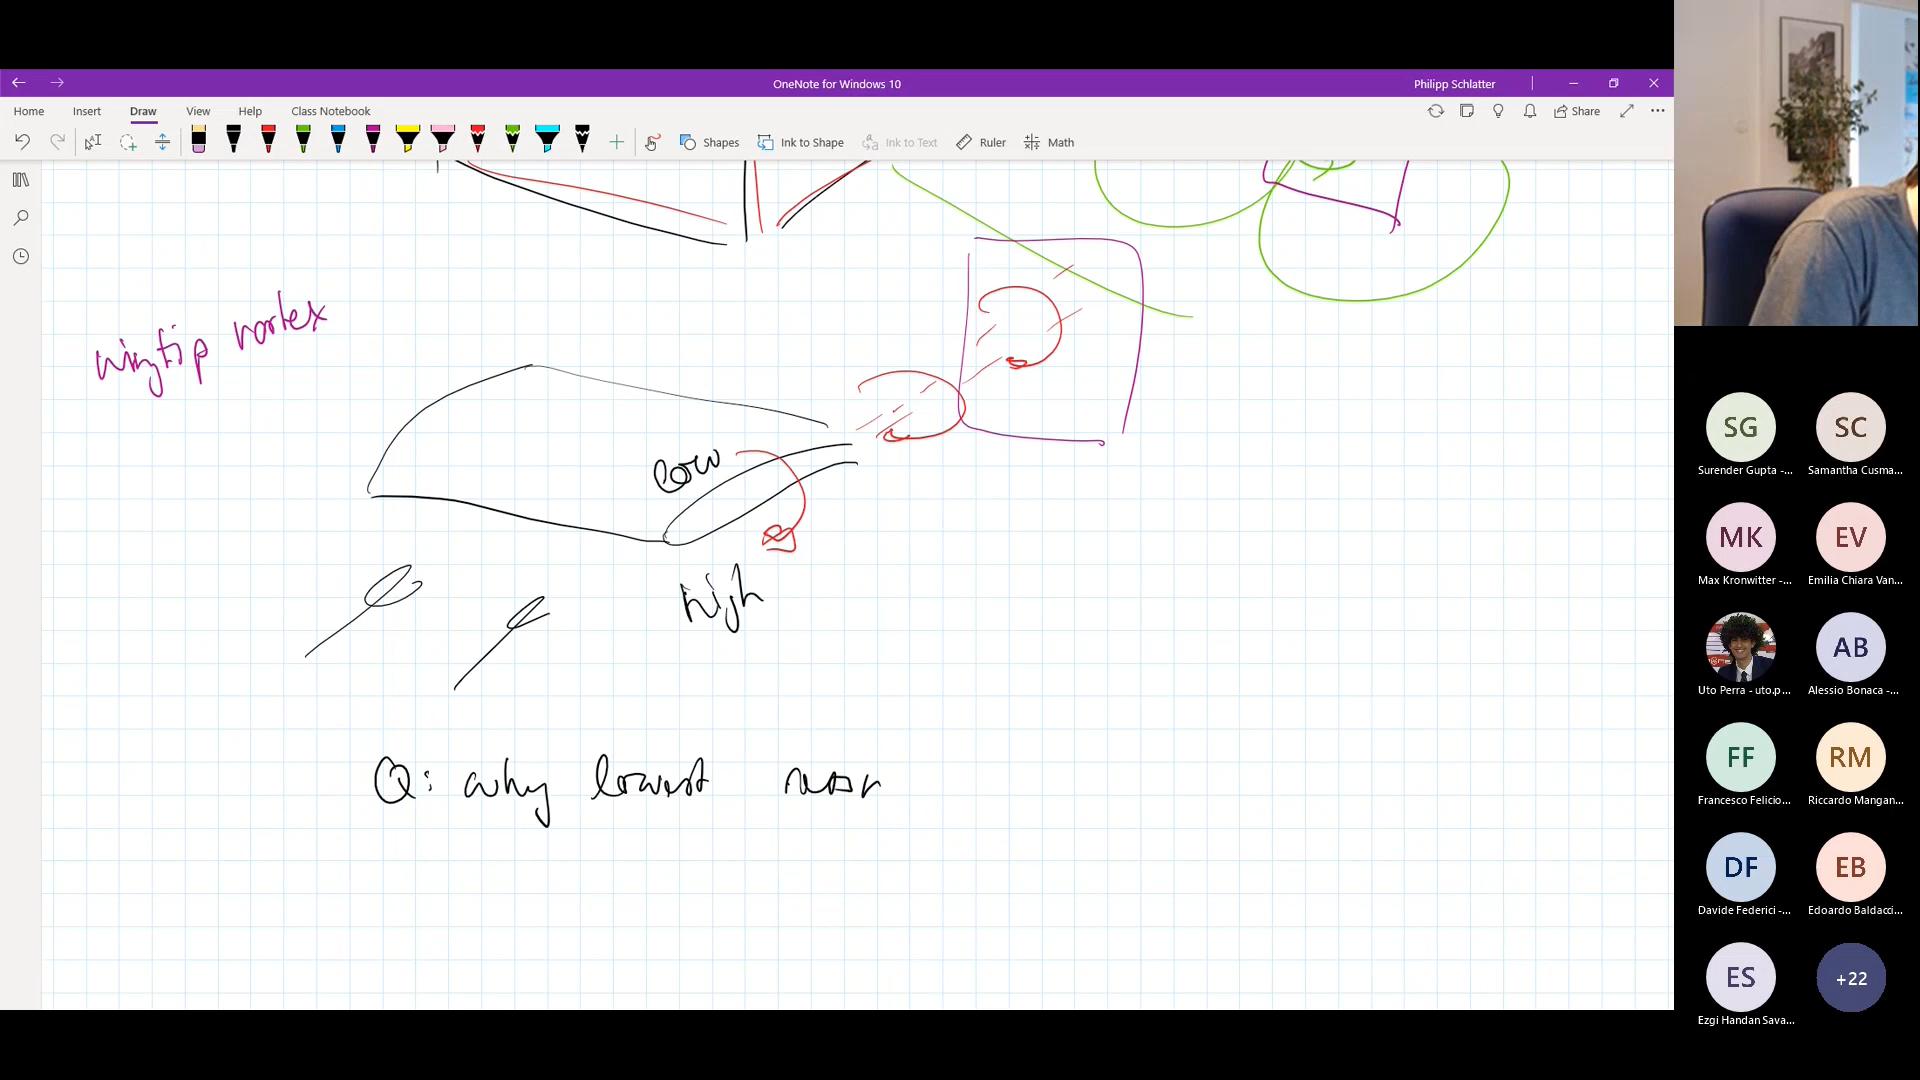 OneNote for Windows 10
Philipp Schlatter
Home Insert Draw View Help Class Notebook
Share
Shapes Ink to Shape Ink to Text Ruler Math
wingtip vortex
low
high
Q: why lowest near
SG
SC
Surender Gupta -...
Samantha Cusma...
MK
EV
Max Kronwitter -...
Emilia Chiara Van...
AB
Uto Perra - uto.p...
Alessio Bonaca -...
FF
RM
Francesco Felicio...
Riccardo Mangan...
DF
EB
Davide Federici -...
Edoardo Baldacci...
ES
+22
Ezgi Handan Sava...